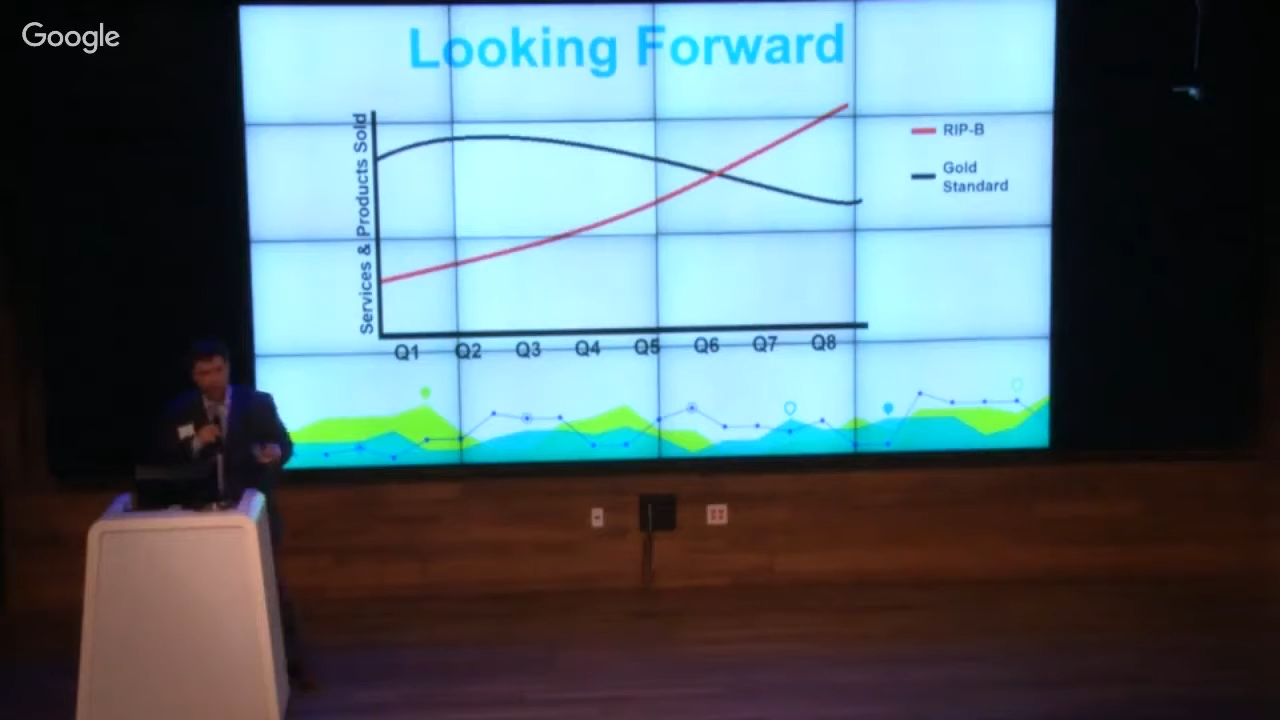 Google
Looking Forward
Services & Products Sold
RIP-B
Gold
Standard
Q1 Q2 Q3 Q4 Q5 Q6 Q7 Q8